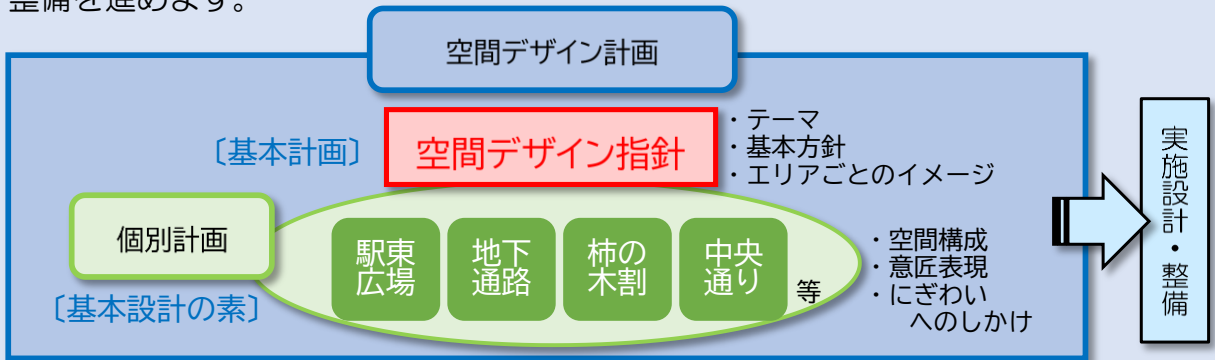 整備を進めます。
空間デザイン計画
〔基本計画〕
空間デザイン指針
・テーマ
・基本方針
・エリアごとのイメージ
個別計画
〔基本設計の素〕
駅東
広場
地下
通路
柿の
木割
中央
通り
等
・空間構成
・意匠表現
・にぎわい
へのしかけ
実施設計・整備